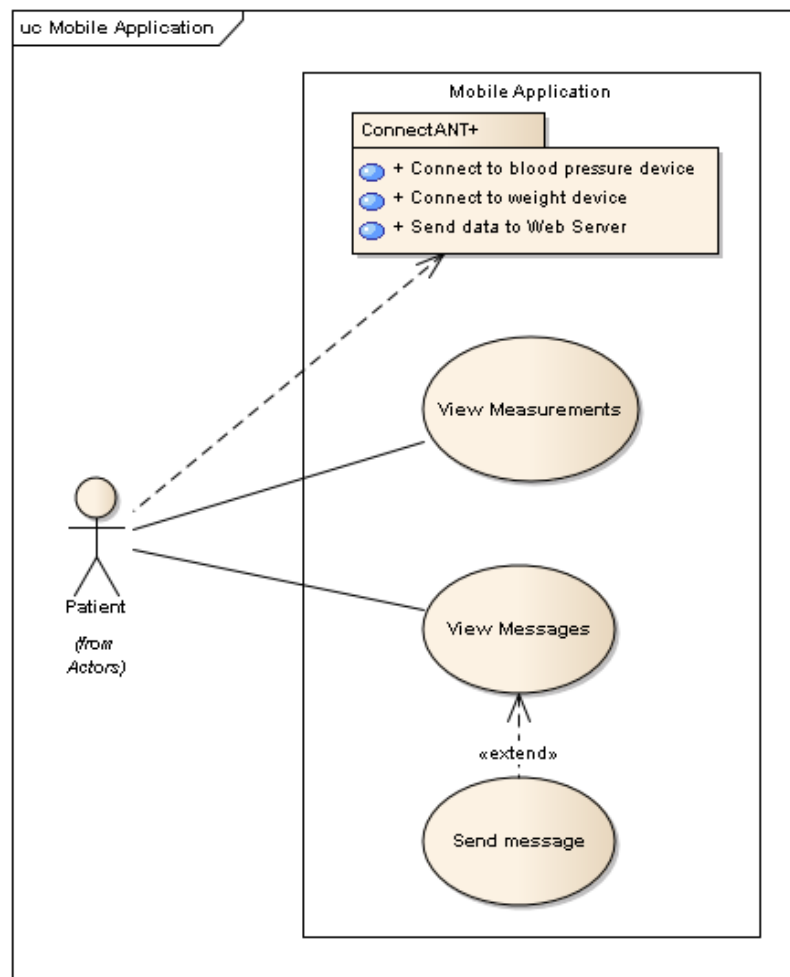 uc Mobile Application
Mobile Application
ConnectANT+
+ Connect to blood pressure device
+ Connect to weight device
+ Send data to Web Server
View Measurements
Patient
(from
Actors)
View Messages
«extend»
Send message